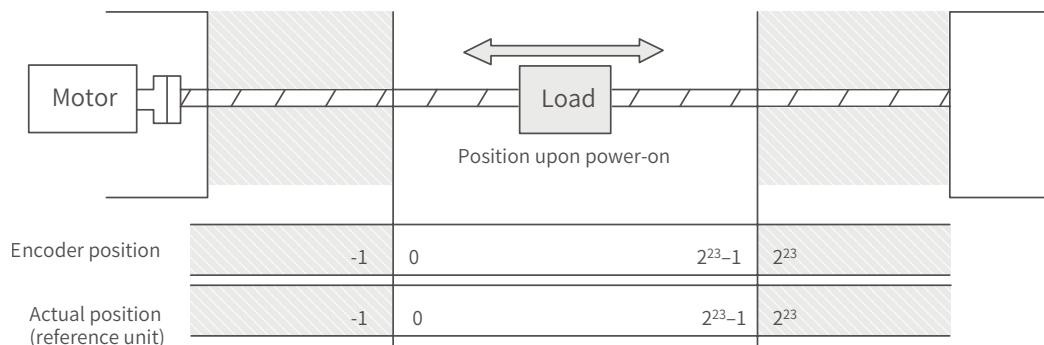 Motor
Load
Position upon power-on
Encoder position -1 0 2²³–1 2²³
Actual position
(reference unit) -1 0 2²³–1 2²³